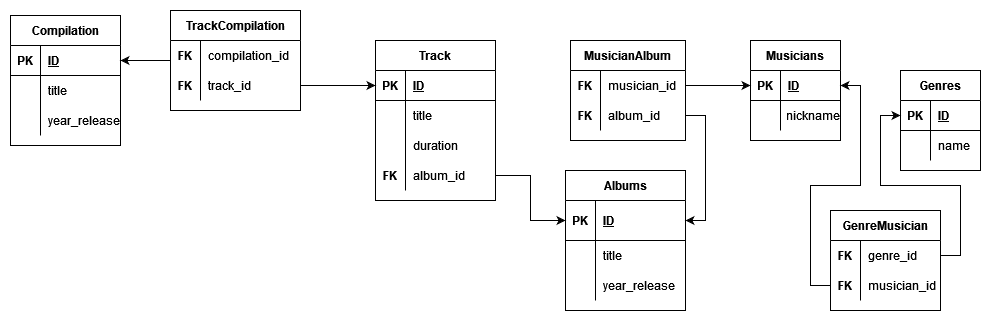 Compilation
PK ID
title
year_release
TrackCompilation
FK compilation_id
FK track_id
Track
PK ID
title
duration
FK album_id
MusicianAlbum
FK musician_id
FK album_id
Albums
PK ID
title
year_release
Musicians
PK ID
nickname
Genres
PK ID
name
GenreMusician
FK genre_id
FK musician_id